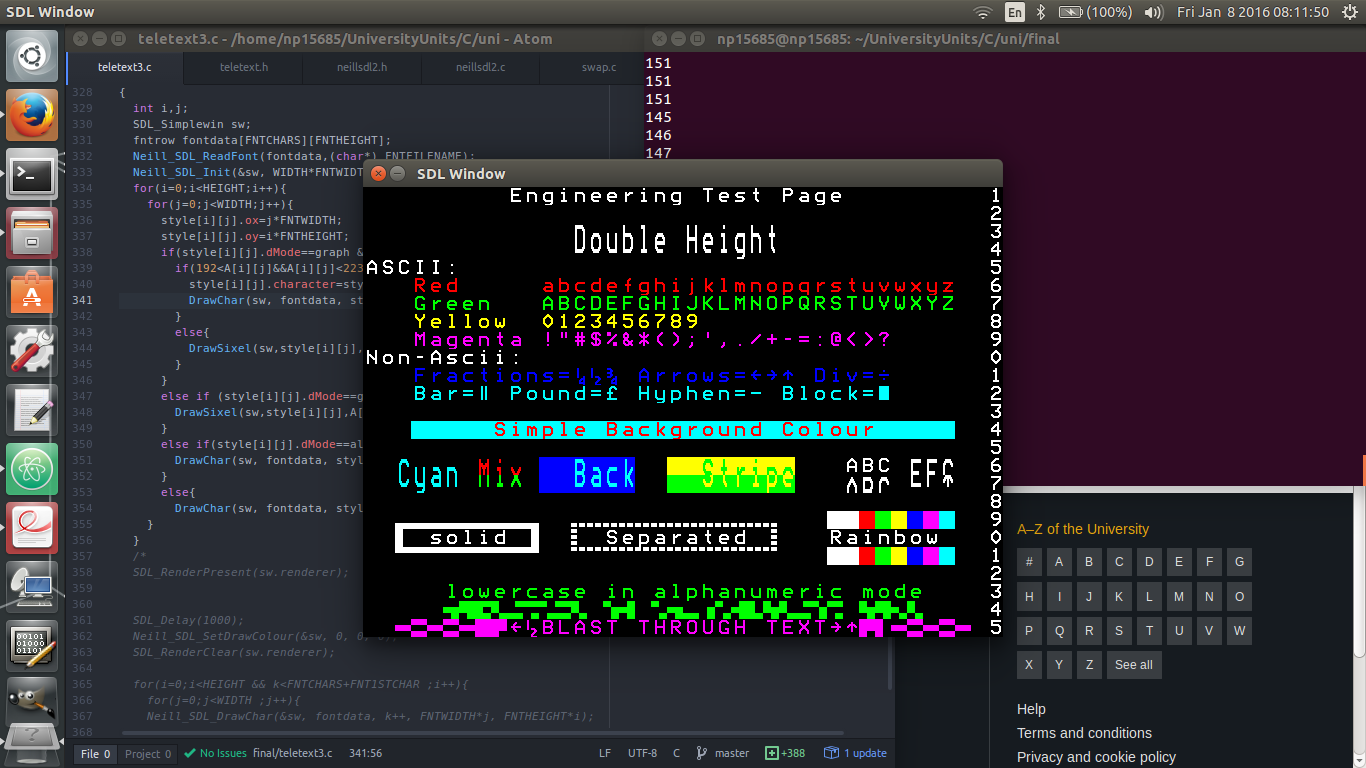 SDL Window
En
(100%)
Fri Jan 8 2016 08:11:50
teletext3.c - /home/np15685/UniversityUnits/C/uni - Atom
np15685@np15685: ~/UniversityUnits/C/uni/final
teletext3.c
teletext.h
neillsdl2.h
neillsdl2.c
swap.c
151
151
151
145
146
147
328 {
329 int i,j;
330 SDL_Simplewin sw;
331 fntrow fontdata[FNTCHARS][FNTHEIGHT];
332 Neill_SDL_ReadFont(fontdata,(char*) FNTFILENAME);
333 Neill_SDL_Init(&sw, WIDTH*FNTWIDT
334 for(i=0;i<HEIGHT;i++){
335 for(j=0;j<WIDTH;j++){
336 style[i][j].ox=j*FNTWIDTH;
337 style[i][j].oy=i*FNTHEIGHT;
338 if(style[i][j].dMode==graph &
339 if(192<A[i][j]&&A[i][j]<223
340 style[i][j].character=sty
341 DrawChar(sw, fontdata, st
342 }
343 else{
344 DrawSixel(sw,style[i][j],
345 }
346 }
347 else if (style[i][j].dMode==g
348 DrawSixel(sw,style[i][j],A[
349 }
350 else if(style[i][j].dMode==al
351 DrawChar(sw, fontdata, styl
352 }
353 else{
354 DrawChar(sw, fontdata, styl
355 }
356 }
357 /*
358 SDL_RenderPresent(sw.renderer);
359
360
361 SDL_Delay(1000);
362 Neill_SDL_SetDrawColour(&sw, 0, 0, 0);
363 SDL_RenderClear(sw.renderer);
364
365 for(i=0;i<HEIGHT && k<FNTCHARS+FNT1STCHAR ;i++){
366 for(j=0;j<WIDTH ;j++){
367 Neill_SDL_DrawChar(&sw, fontdata, k++, FNTWIDTH*j, FNTHEIGHT*i);
368
SDL Window
Engineering Test Page 1
2
Double Height 3
4
ASCII: 5
Red abcdefghijklmnopqrstuvwxyz 6
Green ABCDEFGHIJKLMNOPQRSTUVWXYZ 7
Yellow 0123456789 8
Magenta !"#$%&*();',./+-=:@<>? 9
Non-Ascii: 0
Fractions=¼½¾ Arrows=←→↑ Div=÷ 1
Bar=‖ Pound=£ Hyphen=- Block=■ 2
3
Simple Background Colour 4
5
Cyan Mix Back Stripe ABC EFG 6
7
8
9
solid Separated Rainbow 0
1
2
lowercase in alphanumeric mode 3
4
←½BLAST THROUGH TEXT→↑ 5
A–Z of the University
# A B C D E F G
H I J K L M N O
P Q R S T U V W
X Y Z See all
Help
Terms and conditions
Privacy and cookie policy
File 0 Project 0 No Issues final/teletext3.c 341:56 LF UTF-8 C master +388 1 update